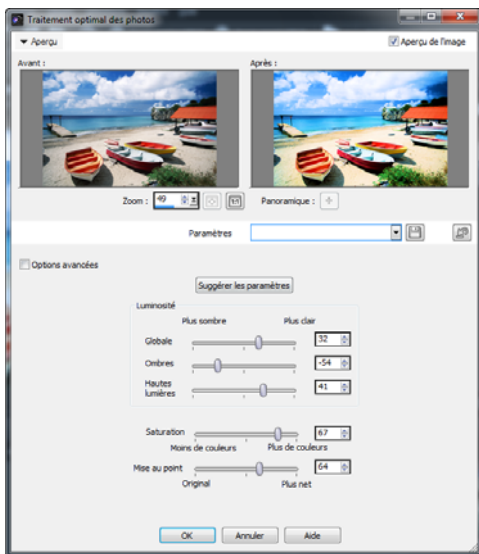 Traitement optimal des photos
Aperçu
Aperçu de l'image
Avant :
Après :
Zoom : 49
1:1
Panoramique :
Paramètres
Options avancées
Suggérer les paramètres
Luminosité
Plus sombre Plus clair
Globale 32
Ombres -54
Hautes
lumières 41
Saturation 67
Moins de couleurs Plus de couleurs
Mise au point 64
Original Plus net
OK Annuler Aide